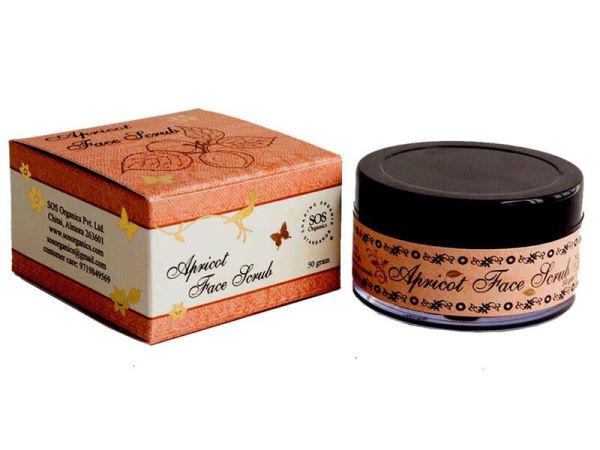 Apricot
Face Scrub
SOS Organics Pvt. Ltd.
Chitai, Almora 263601
www.sosorganics.com
sosorganics@gmail.com
customer care: 9719849569
Apricot
Face Scrub
SOS
Organics
50 gram
Apricot Face Scrub